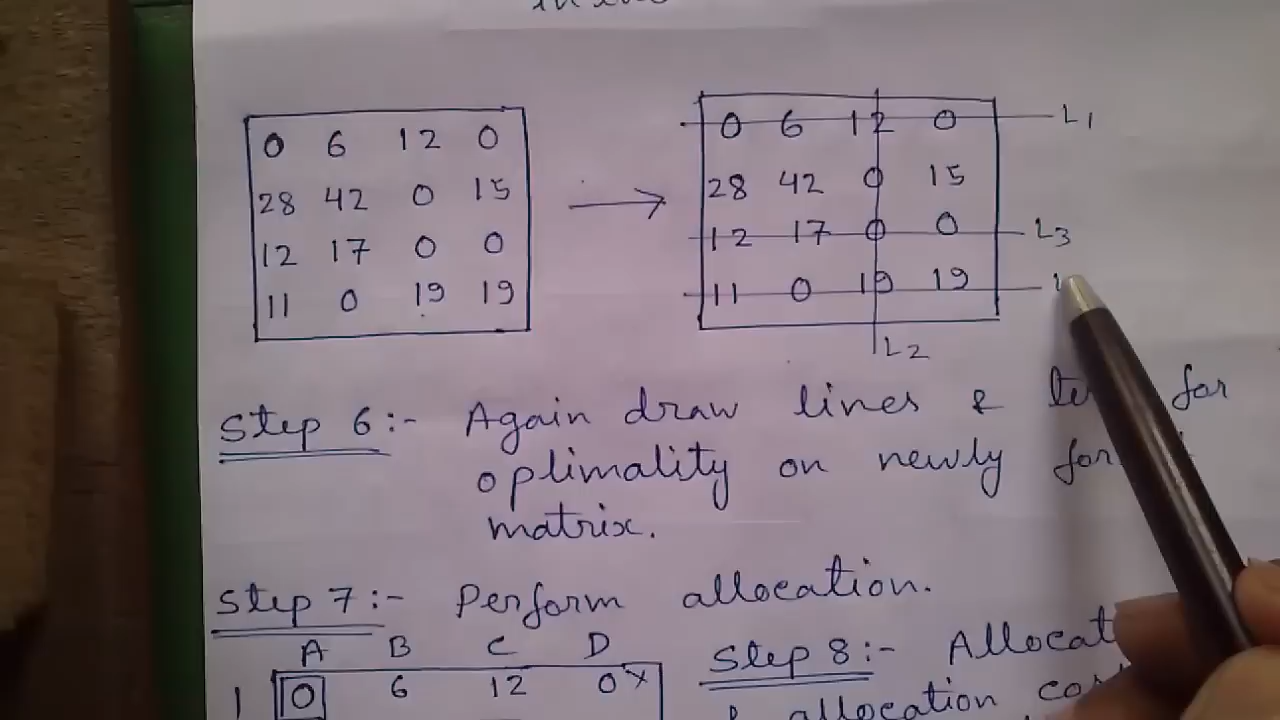 0 6 12 0
28 42 0 15
12 17 0 0
11 0 19 19
0 6 12 0 L1
28 42 0 15
12 17 0 0 L3
11 0 19 19
L2
Step 6:- Again draw lines & for
optimality on newly
matrix.
Step 7:- Perform allocation.
A B C D
1 0 6 12 0x
Step 8:-
allocation